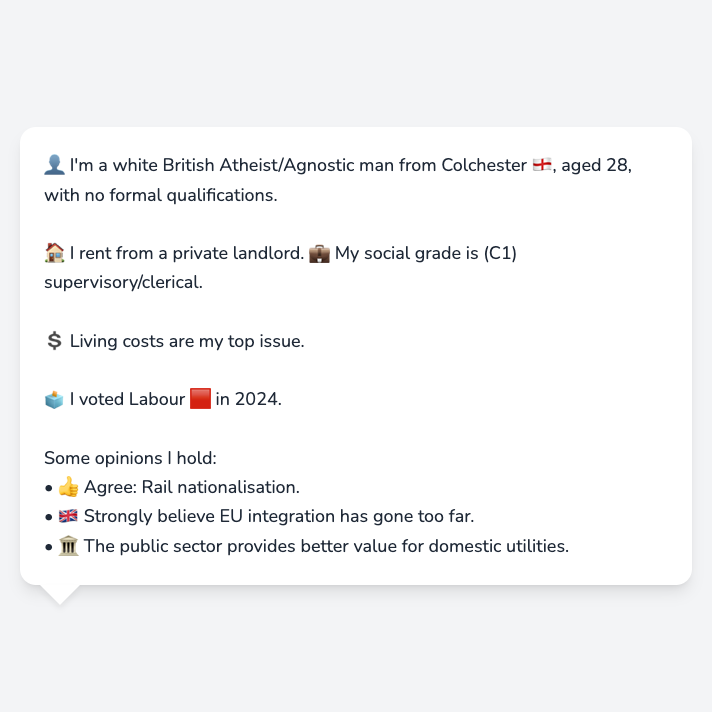 👤 I'm a white British Atheist/Agnostic man from Colchester 🏴󠁧󠁢󠁥󠁮󠁧󠁿, aged 28,
with no formal qualifications.
🏠 I rent from a private landlord. 💼 My social grade is (C1)
supervisory/clerical.
💲 Living costs are my top issue.
🗳️ I voted Labour 🟥 in 2024.
Some opinions I hold:
• 👍 Agree: Rail nationalisation.
• 🇬🇧 Strongly believe EU integration has gone too far.
• 🏛️ The public sector provides better value for domestic utilities.